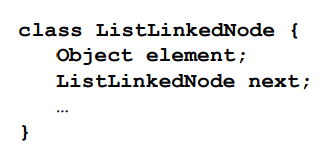 class ListLinkedNode {
Object element;
ListLinkedNode next;
…
}